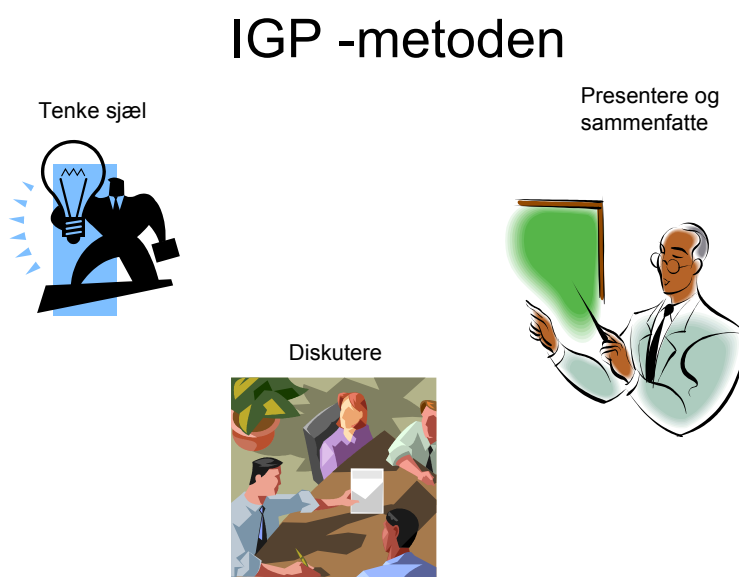 IGP -metoden
Tenke sjæl
Presentere og
sammenfatte
Diskutere